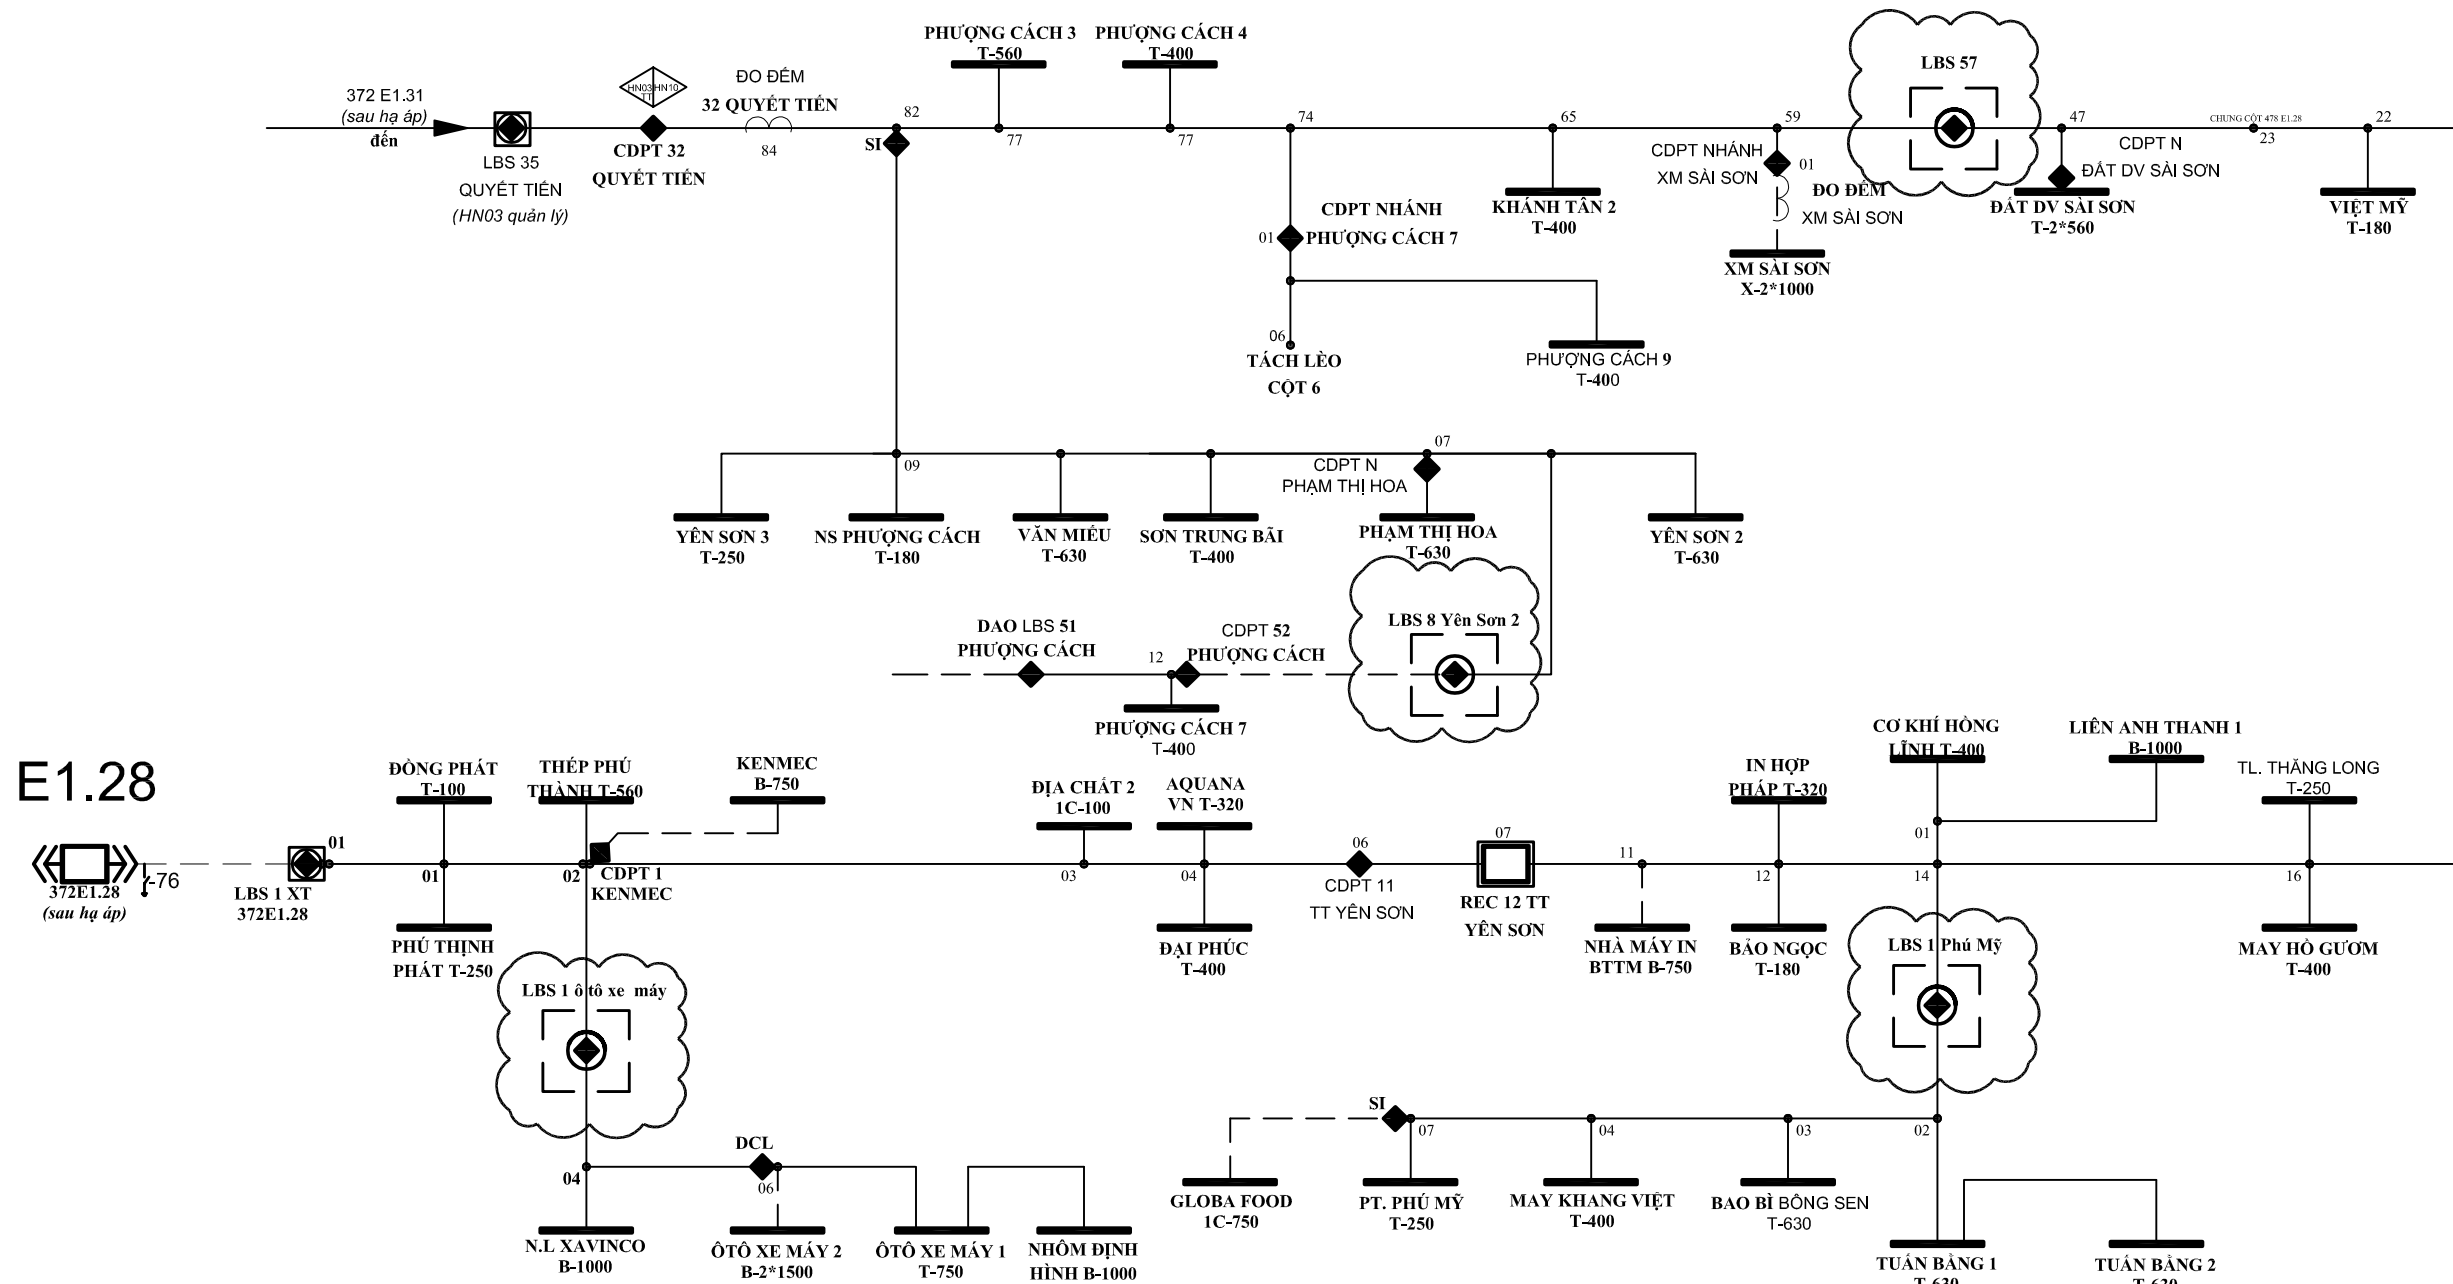 PHƯỢNG CÁCH 3
T-560
PHƯỢNG CÁCH 4
T-400
LBS 57
372 E1.31
(sau hạ áp)
đến
HN03
TT
HN10
ĐO ĐẾM
32 QUYẾT TIẾN
84
82
SI
77
77
74
65
59
47
CHUNG CỘT 478 E1.28
23
22
LBS 35
QUYẾT TIẾN
(HN03 quản lý)
CDPT 32
QUYẾT TIẾN
CDPT NHÁNH
XM SÀI SƠN
01
ĐO ĐẾM
XM SÀI SƠN
CDPT N
ĐẤT DV SÀI SƠN
CDPT NHÁNH
01
PHƯỢNG CÁCH 7
KHÁNH TÂN 2
T-400
XM SÀI SƠN
X-2*1000
ĐẤT DV SÀI SƠN
T-2*560
VIỆT MỸ
T-180
06
TÁCH LÈO
CỘT 6
PHƯỢNG CÁCH 9
T-400
09
CDPT N
PHẠM THỊ HOA
07
YÊN SƠN 3
T-250
NS PHƯỢNG CÁCH
T-180
VĂN MIẾU
T-630
SƠN TRUNG BÃI
T-400
PHẠM THỊ HOA
T-630
YÊN SƠN 2
T-630
LBS 8 Yên Sơn 2
DAO LBS 51
PHƯỢNG CÁCH
12
CDPT 52
PHƯỢNG CÁCH
PHƯỢNG CÁCH 7
T-400
E1.28
ĐỒNG PHÁT
T-100
THÉP PHÚ
THÀNH T-560
KENMEC
B-750
ĐỊA CHẤT 2
1C-100
AQUANA
VN T-320
IN HỢP
PHÁP T-320
CƠ KHÍ HỒNG
LĨNH T-400
LIÊN ANH THANH 1
B-1000
TL. THĂNG LONG
T-250
372E1.28
(sau hạ áp)
-76
01
LBS 1 XT
372E1.28
01
02
CDPT 1
KENMEC
03
04
06
CDPT 11
TT YÊN SƠN
07
REC 12 TT
YÊN SƠN
11
12
01
14
16
PHÚ THỊNH
PHÁT T-250
ĐẠI PHÚC
T-400
NHÀ MÁY IN
BTTM B-750
BẢO NGỌC
T-180
LBS 1 Phú Mỹ
MAY HỒ GƯƠM
T-400
LBS 1 ô tô xe máy
DCL
04
06
SI
07
04
03
02
N.L XAVINCO
B-1000
ÔTÔ XE MÁY 2
B-2*1500
ÔTÔ XE MÁY 1
T-750
NHÔM ĐỊNH
HÌNH B-1000
GLOBA FOOD
1C-750
PT. PHÚ MỸ
T-250
MAY KHANG VIỆT
T-400
BAO BÌ BÔNG SEN
T-630
TUẤN BẰNG 1
T-630
TUẤN BẰNG 2
T-630